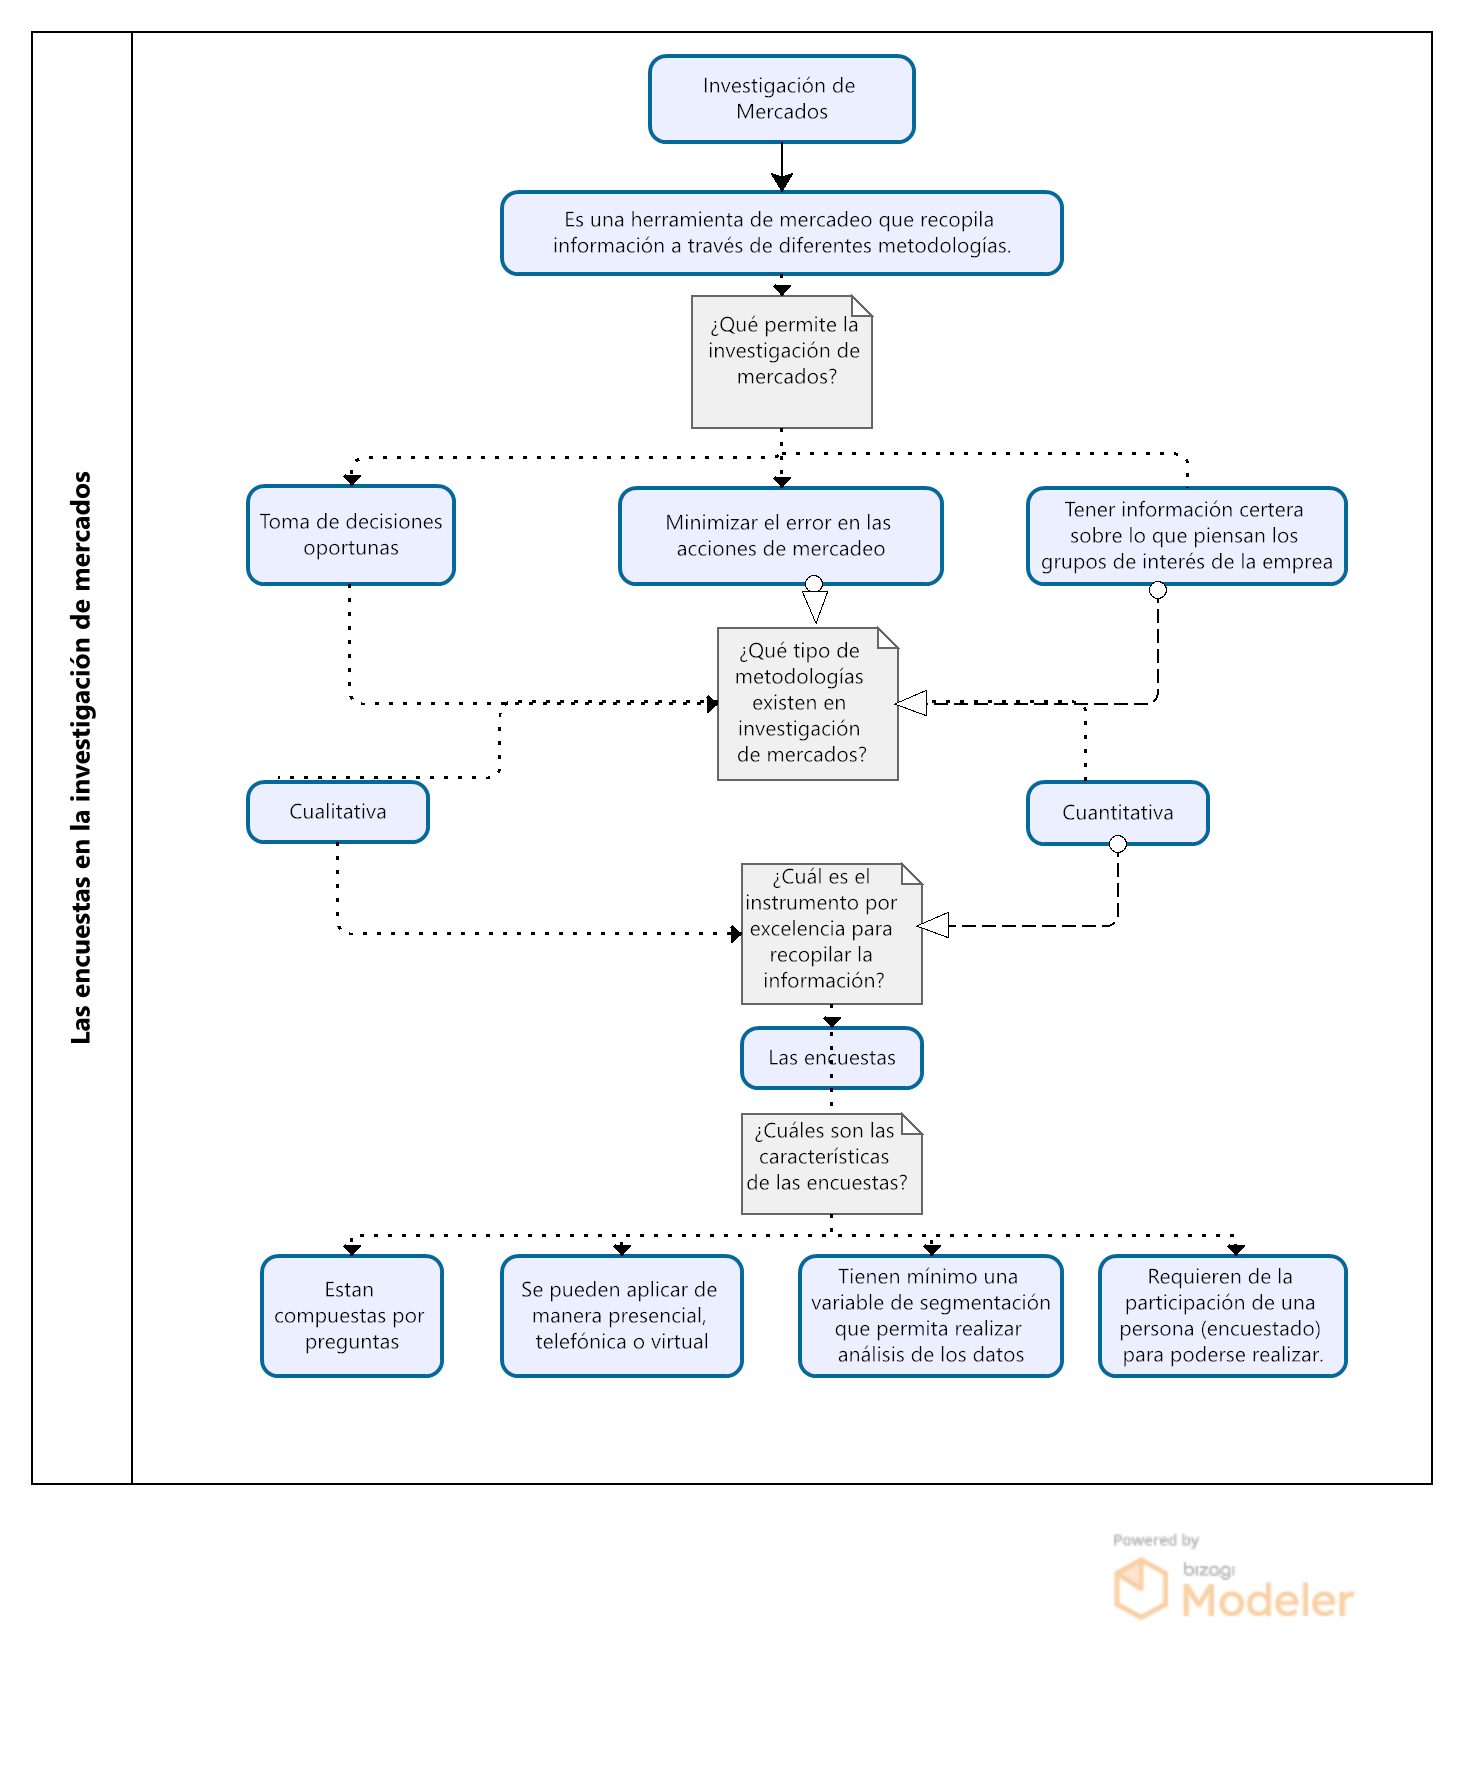 Las encuestas en la investigación de mercados
Investigación de
Mercados
Es una herramienta de mercadeo que recopila
información a través de diferentes metodologías.
¿Qué permite la
investigación de
mercados?
Toma de decisiones
oportunas
Minimizar el error en las
acciones de mercadeo
Tener información certera
sobre lo que piensan los
grupos de interés de la emprea
¿Qué tipo de
metodologías
existen en
investigación
de mercados?
Cualitativa
Cuantitativa
¿Cuál es el
instrumento por
excelencia para
recopilar la
información?
Las encuestas
¿Cuáles son las
características
de las encuestas?
Estan
compuestas por
preguntas
Se pueden aplicar de
manera presencial,
telefónica o virtual
Tienen mínimo una
variable de segmentación
que permita realizar
análisis de los datos
Requieren de la
participación de una
persona (encuestado)
para poderse realizar.
Powered by
bizagi
Modeler